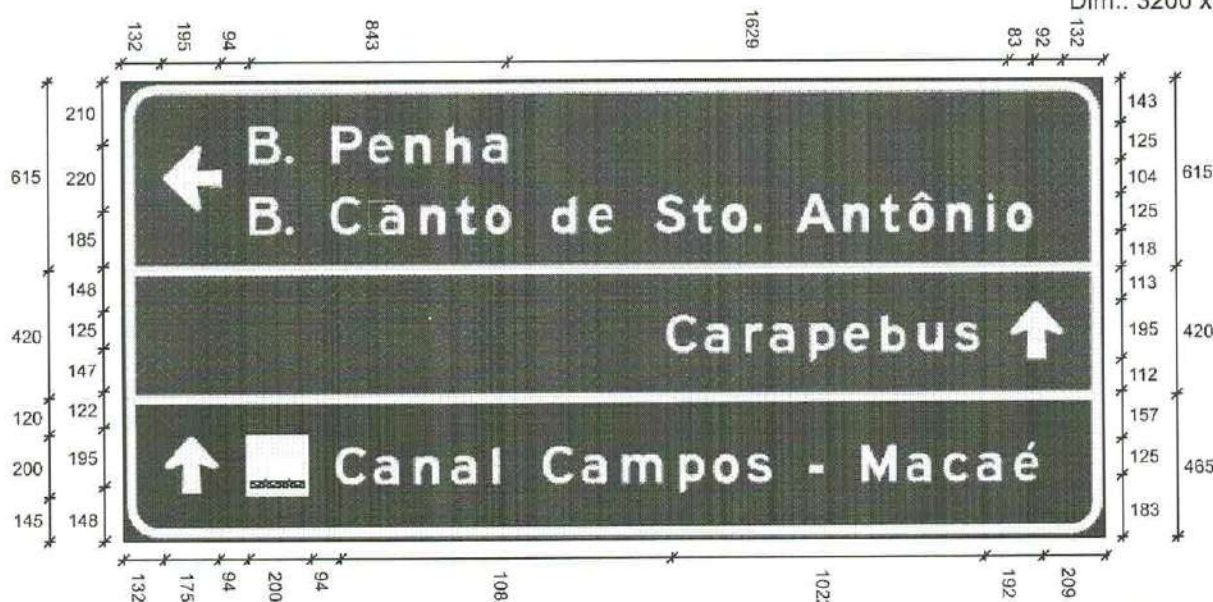 Dim.: 3200 x
132 195 94 843 1629 83 92 132
615 420 120 200 145
210 220 185 148 125 147 122 195 148
B. Penha
B. Canto de Sto. Antônio
Carapebus
Canal Campos - Macaé
143 125 104 125 118 113 195 112 157 125 183
615 420 465
132 175 94 200 94 192 209